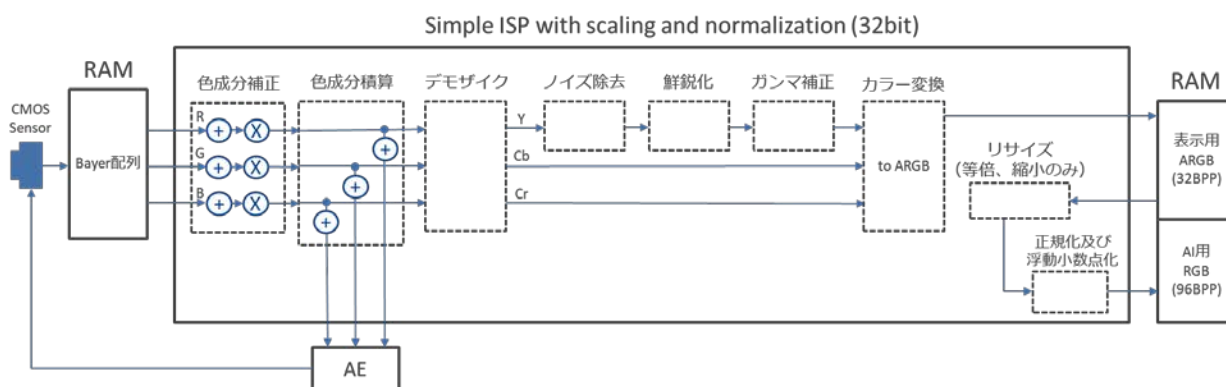 Simple ISP with scaling and normalization (32bit)
RAM
色成分補正
色成分積算
デモザイク
ノイズ除去
鮮鋭化
ガンマ補正
カラー変換
RAM
CMOS
Sensor
Bayer配列
R
G
B
+
X
+
X
+
X
+
+
+
Y
Cb
Cr
to ARGB
リサイズ
(等倍、縮小のみ)
正規化及び
浮動小数点化
表示用
ARGB
(32BPP)
AI用
RGB
(96BPP)
AE